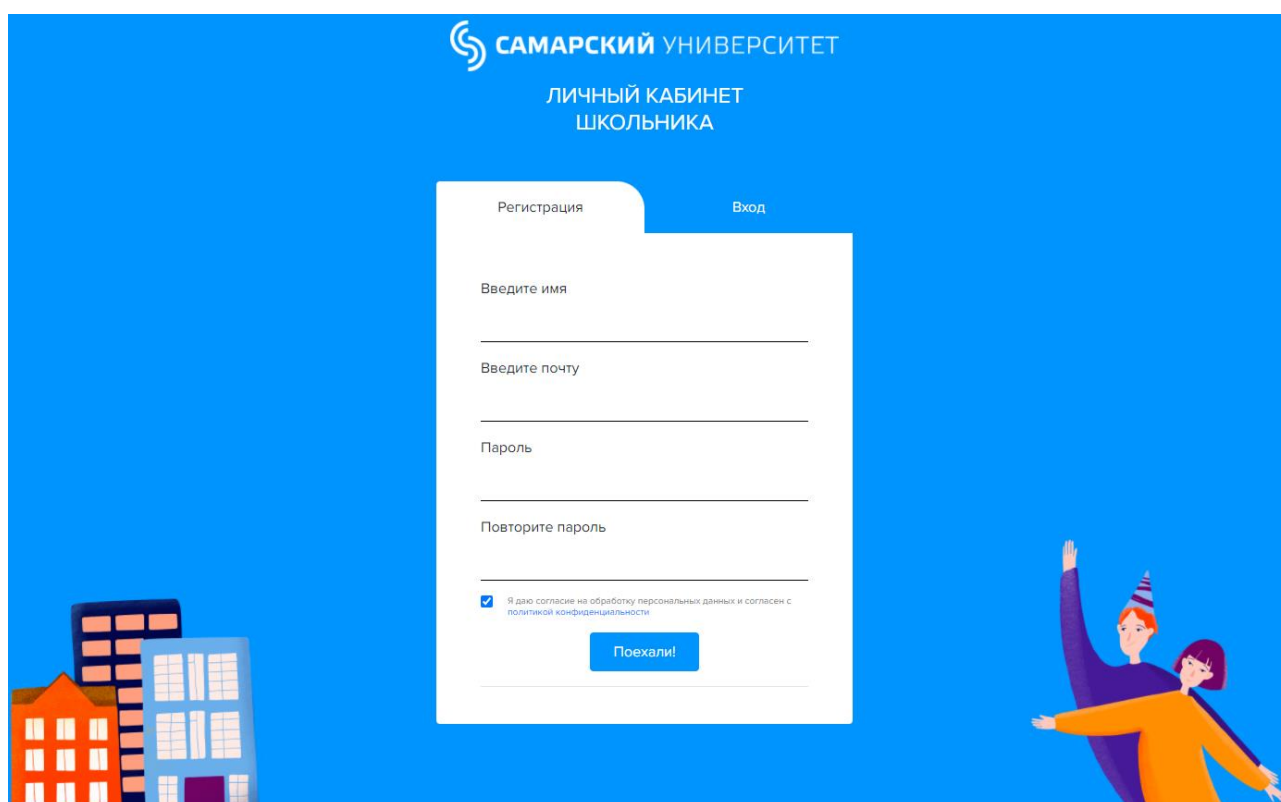 САМАРСКИЙ УНИВЕРСИТЕТ
ЛИЧНЫЙ КАБИНЕТ
ШКОЛЬНИКА
Регистрация
Вход
Введите имя
Введите почту
Пароль
Повторите пароль
Я даю согласие на обработку персональных данных и согласен с
политикой конфиденциальности
Поехали!